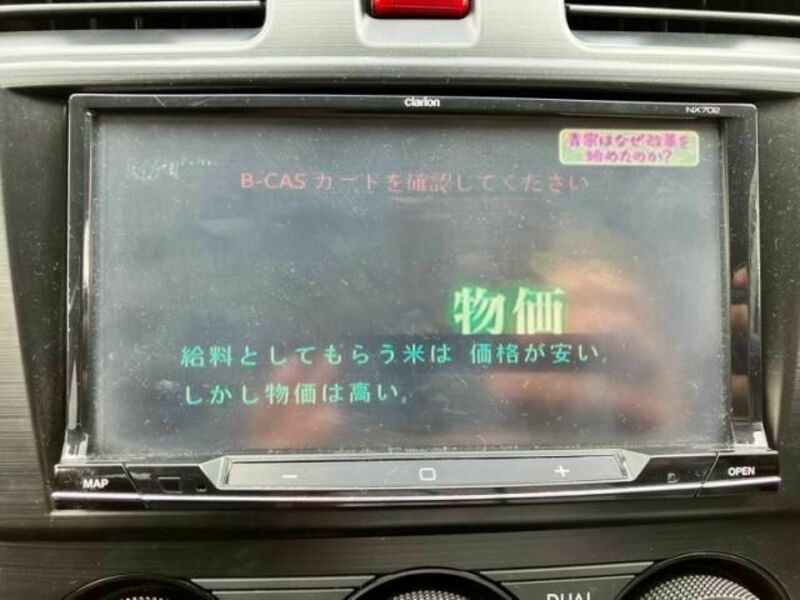 clarion
NX702
吉宗はなぜ改革を
始めたのか?
B-CASカードを確認してください
物価
給料としてもらう米は 価格が安い。
しかし物価は高い。
MAP
OPEN
DUAL